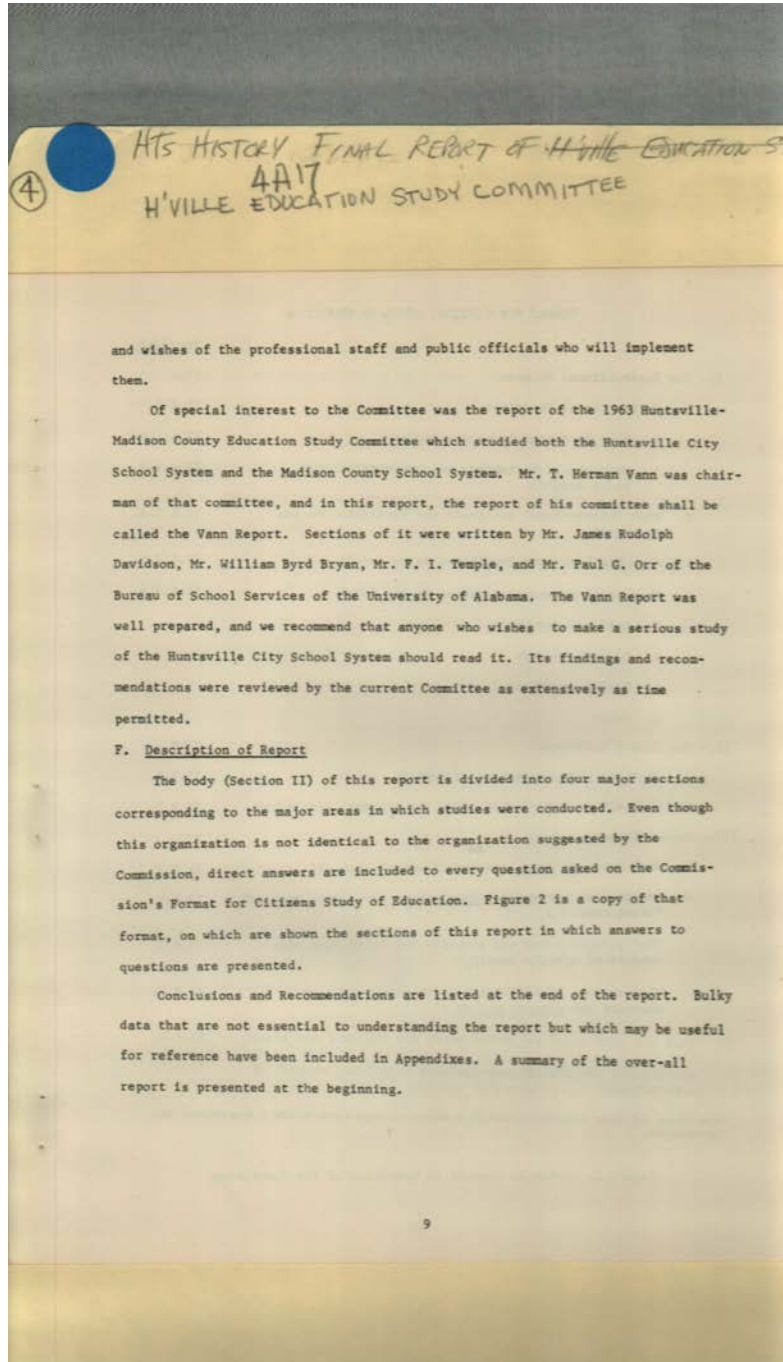 HTS HISTORY FINAL REPORT OF H'ville EDUCATION S
4A17
4
H'VILLE EDUCATION STUDY COMMITTEE
and wishes of the professional staff and public officials who will implement
them.
Of special interest to the Committee was the report of the 1963 Huntsville-
Madison County Education Study Committee which studied both the Huntsville City
School System and the Madison County School System. Mr. T. Herman Vann was chair-
man of that committee, and in this report, the report of his committee shall be
called the Vann Report. Sections of it were written by Mr. James Rudolph
Davidson, Mr. William Byrd Bryan, Mr. F. I. Temple, and Mr. Paul G. Orr of the
Bureau of School Services of the University of Alabama. The Vann Report was
well prepared, and we recommend that anyone who wishes to make a serious study
of the Huntsville City School System should read it. Its findings and recom-
mendations were reviewed by the current Committee as extensively as time
permitted.
F. Description of Report
The body (Section II) of this report is divided into four major sections
corresponding to the major areas in which studies were conducted. Even though
this organization is not identical to the organization suggested by the
Commission, direct answers are included to every question asked on the Commis-
sion's Format for Citizens Study of Education. Figure 2 is a copy of that
format, on which are shown the sections of this report in which answers to
questions are presented.
Conclusions and Recommendations are listed at the end of the report. Bulky
data that are not essential to understanding the report but which may be useful
for reference have been included in Appendixes. A summary of the over-all
report is presented at the beginning.
9